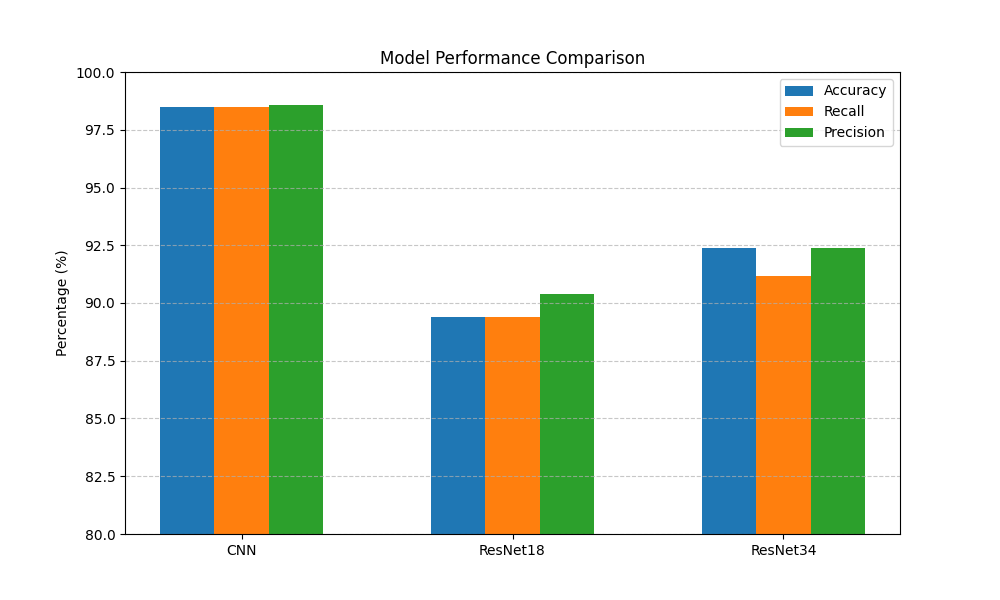 Model Performance Comparison
Percentage (%)
100.0
97.5
95.0
92.5
90.0
87.5
85.0
82.5
80.0
Accuracy
Recall
Precision
CNN
ResNet18
ResNet34